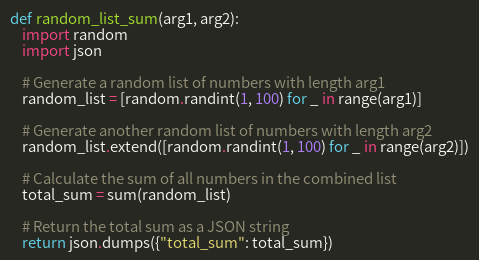 def random_list_sum(arg1, arg2):
    import random
    import json

    # Generate a random list of numbers with length arg1
    random_list = [random.randint(1, 100) for _ in range(arg1)]

    # Generate another random list of numbers with length arg2
    random_list.extend([random.randint(1, 100) for _ in range(arg2)])

    # Calculate the sum of all numbers in the combined list
    total_sum = sum(random_list)

    # Return the total sum as a JSON string
    return json.dumps({"total_sum": total_sum})